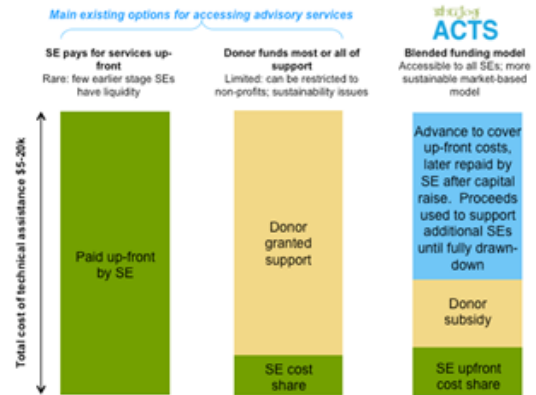 Main existing options for accessing advisory services
ACTS
SE pays for services up-
front
Rare: few earlier stage SEs
have liquidity
Donor funds most or all of
support
Limited: can be restricted to
non-profits; sustainability issues
Blended funding model
Accessible to all SEs; more
sustainable market-based
model
Total cost of technical assistance $5-20k
Paid up-front
by SE
Donor
granted
support
SE cost
share
Advance to cover
up-front costs,
later repaid by
SE after capital
raise. Proceeds
used to support
additional SEs
until fully drawn-
down
Donor
subsidy
SE upfront
cost share